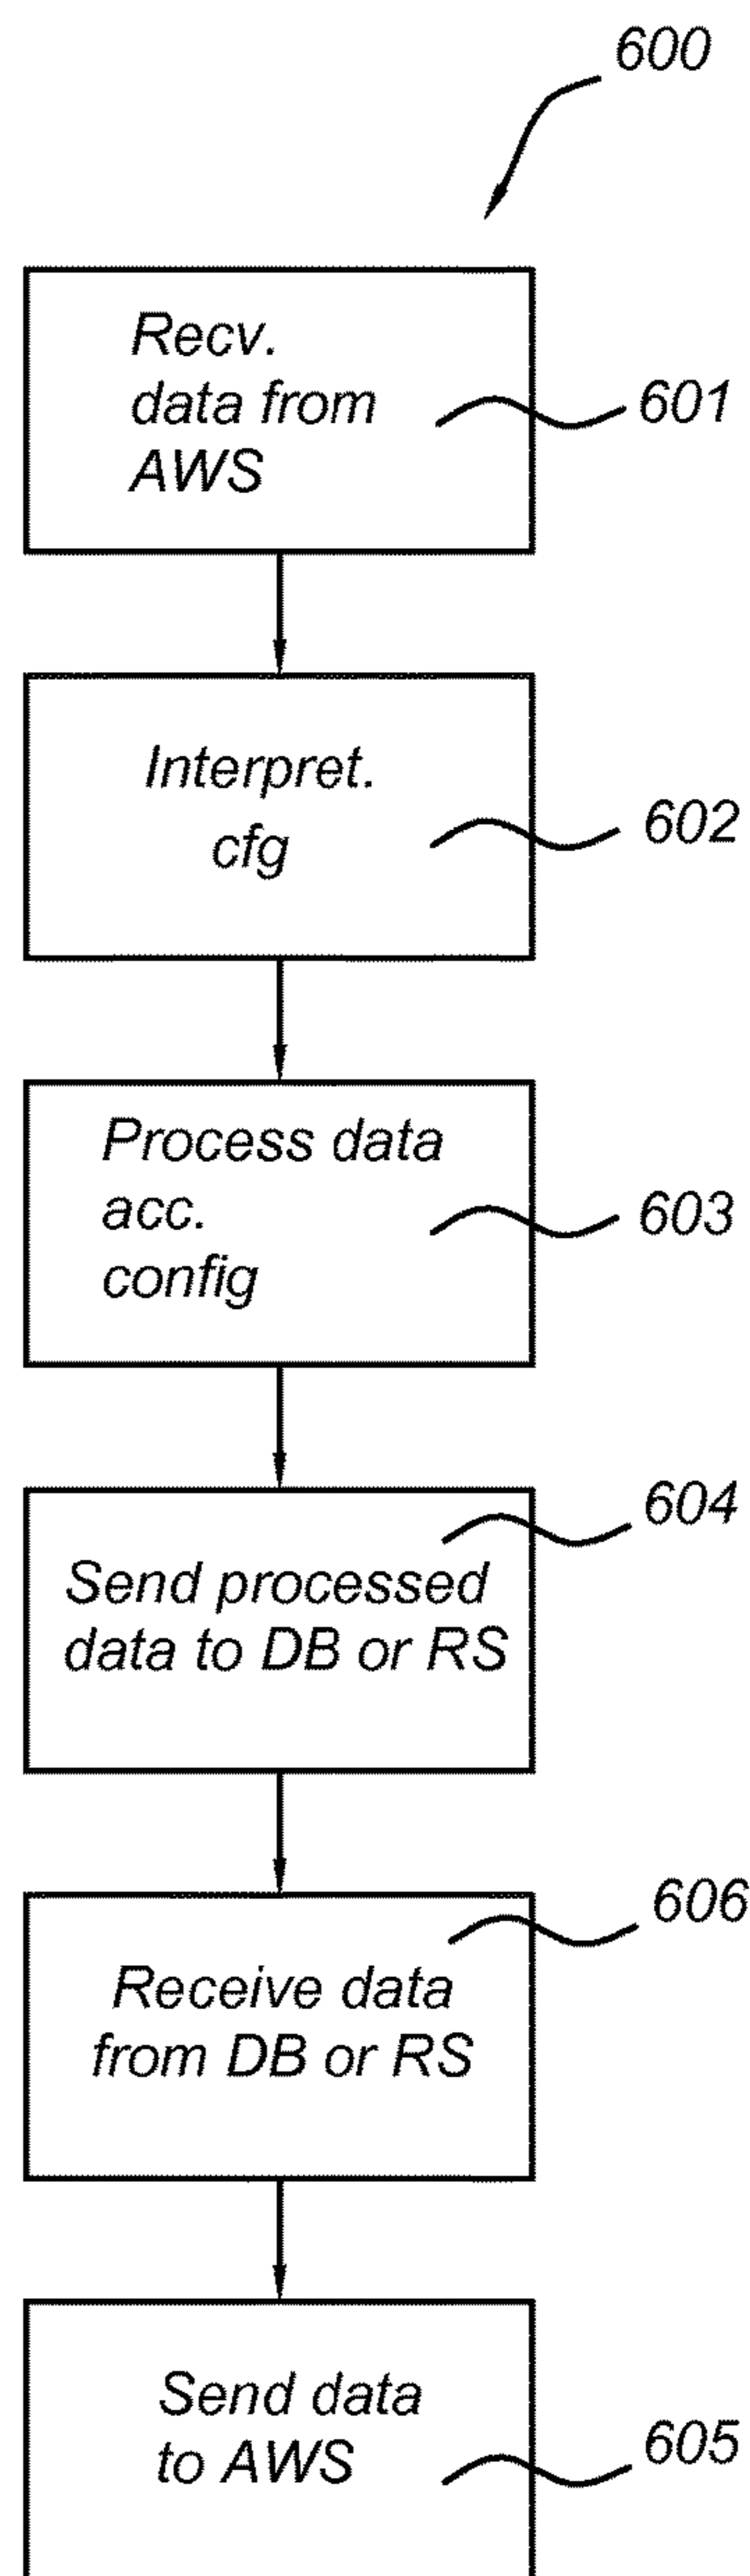 600
Recv.
data from
AWS
601
Interpret.
cfg
602
Process data
acc.
config
603
604
Send processed
data to DB or RS
606
Receive data
from DB or RS
Send data
to AWS
605